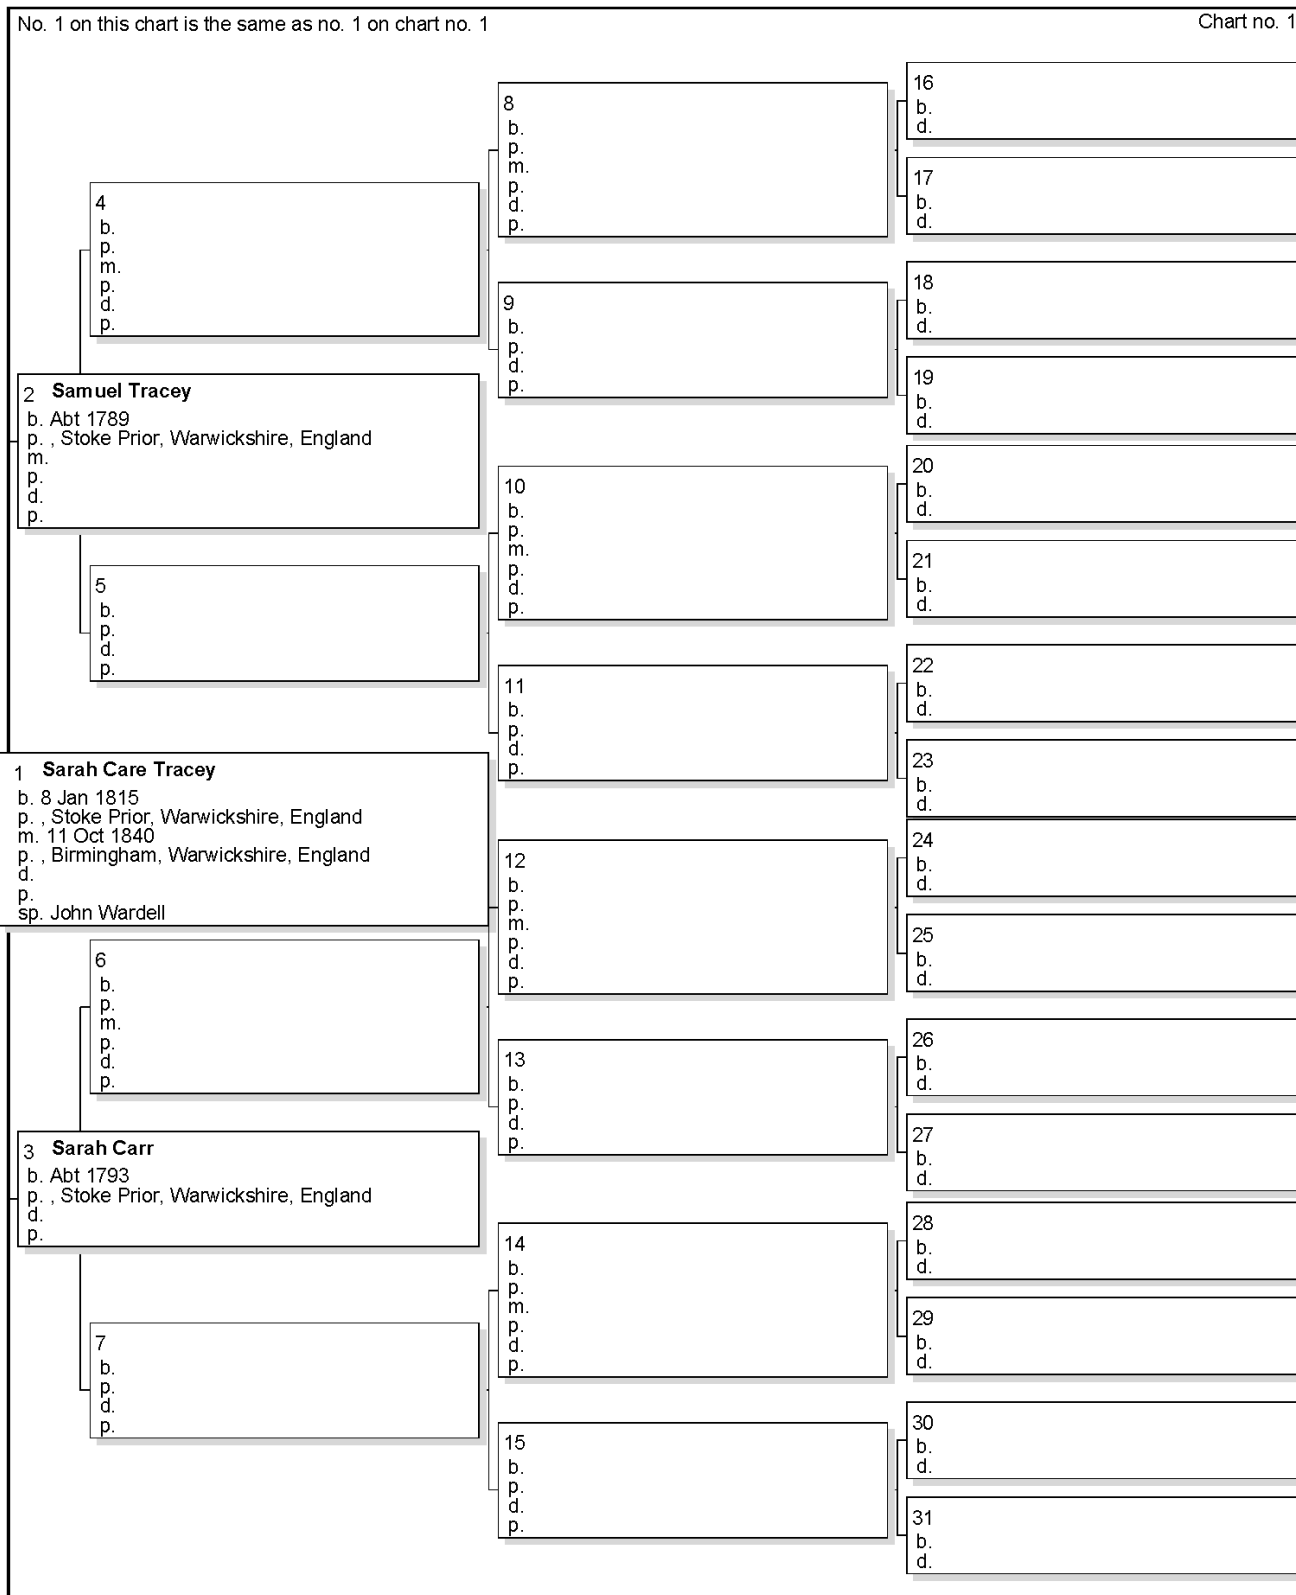 No. 1 on this chart is the same as no. 1 on chart no. 1
Chart no. 1
16
b.
d.
8
b.
p.
m.
p.
d.
p.
17
b.
d.
4
b.
p.
m.
p.
d.
p.
18
b.
d.
9
b.
p.
d.
p.
19
b.
d.
2 Samuel Tracey
b. Abt 1789
p. , Stoke Prior, Warwickshire, England
m.
p.
d.
p.
20
b.
d.
10
b.
p.
m.
p.
d.
p.
21
b.
d.
5
b.
p.
d.
p.
22
b.
d.
11
b.
p.
d.
p.
23
b.
d.
1 Sarah Care Tracey
b. 8 Jan 1815
p. , Stoke Prior, Warwickshire, England
m. 11 Oct 1840
p. , Birmingham, Warwickshire, England
d.
p.
sp. John Wardell
24
b.
d.
12
b.
p.
m.
p.
d.
p.
25
b.
d.
6
b.
p.
m.
p.
d.
p.
26
b.
d.
13
b.
p.
d.
p.
27
b.
d.
3 Sarah Carr
b. Abt 1793
p. , Stoke Prior, Warwickshire, England
d.
p.
28
b.
d.
14
b.
p.
m.
p.
d.
p.
29
b.
d.
7
b.
p.
d.
p.
30
b.
d.
15
b.
p.
d.
p.
31
b.
d.